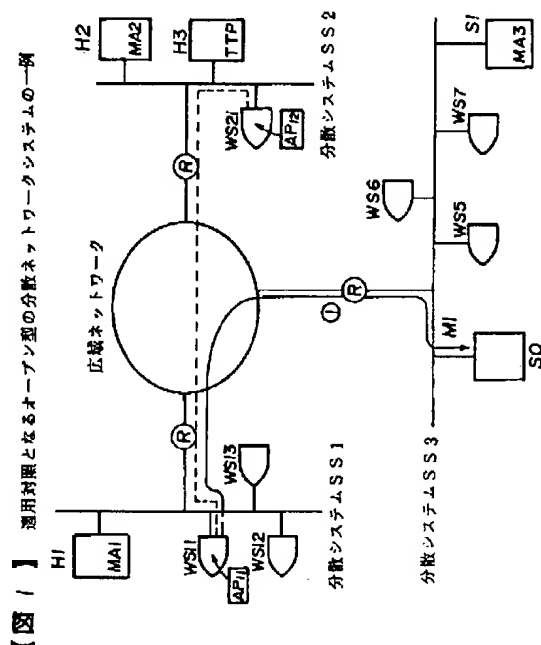 【図 1 】
適用対照となるオープン型の分散ネットワークシステムの一例
H1
MA1
WS11
AP11
WS12
WS13
分散システムSS1
R
広域ネットワーク
R
H2
MA2
H3
TTP
WS21
AP12
分散システムSS2
R
①
M1
SO
分散システムSS3
WS5
WS6
WS7
S1
MA3